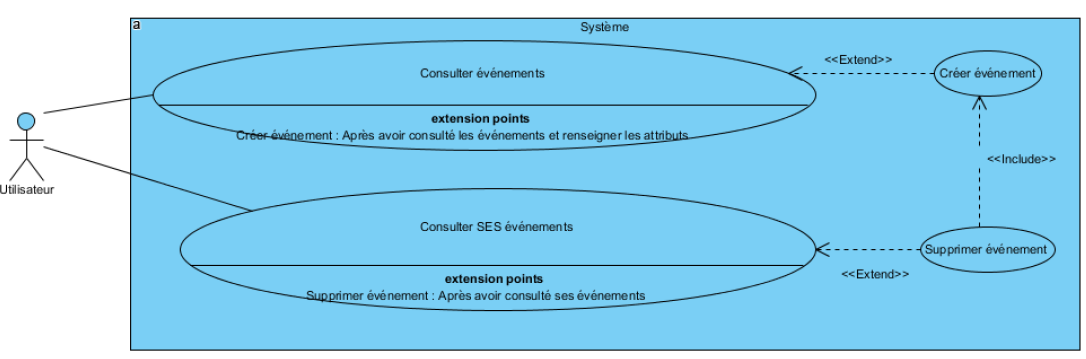 a
Système
Consulter événements
<<Extend>>
Créer événement
extension points
Créer événement : Après avoir consulté les événements et renseigner les attributs
<<Include>>
Utilisateur
Consulter SES événements
Supprimer événement
extension points
<<Extend>>
Supprimer événement : Après avoir consulté ses événements